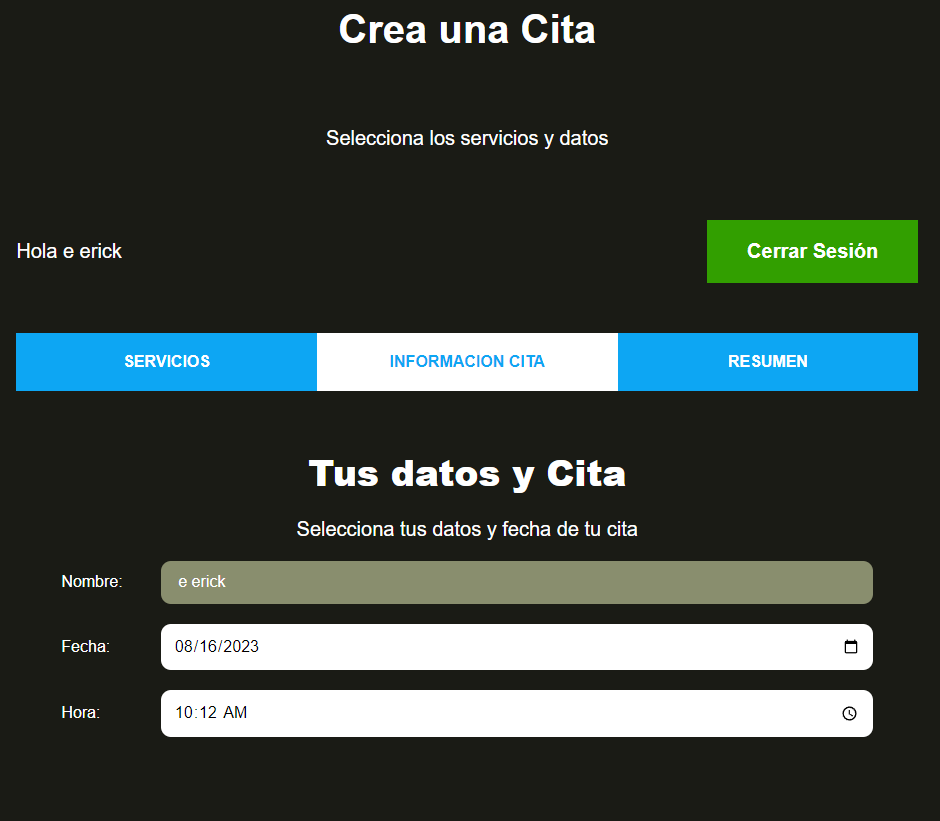 Crea una Cita
Selecciona los servicios y datos
Hola e erick
Cerrar Sesión
SERVICIOS
INFORMACION CITA
RESUMEN
Tus datos y Cita
Selecciona tus datos y fecha de tu cita
Nombre: e erick
Fecha: 08/16/2023
Hora: 10:12 AM